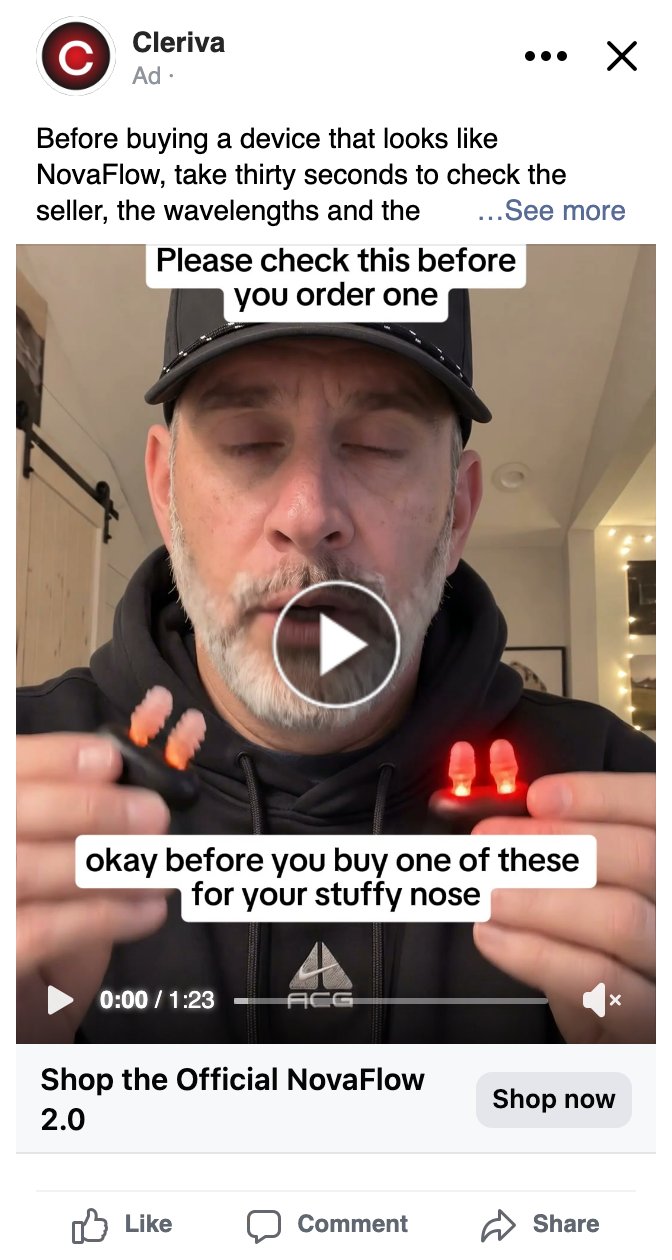 C
Cleriva
Ad ·
Before buying a device that looks like
NovaFlow, take thirty seconds to check the
seller, the wavelengths and the ...See more
Please check this before
you order one
okay before you buy one of these
for your stuffy nose
ACG
0:00 / 1:23
Shop the Official NovaFlow
2.0
Shop now
Like
Comment
Share